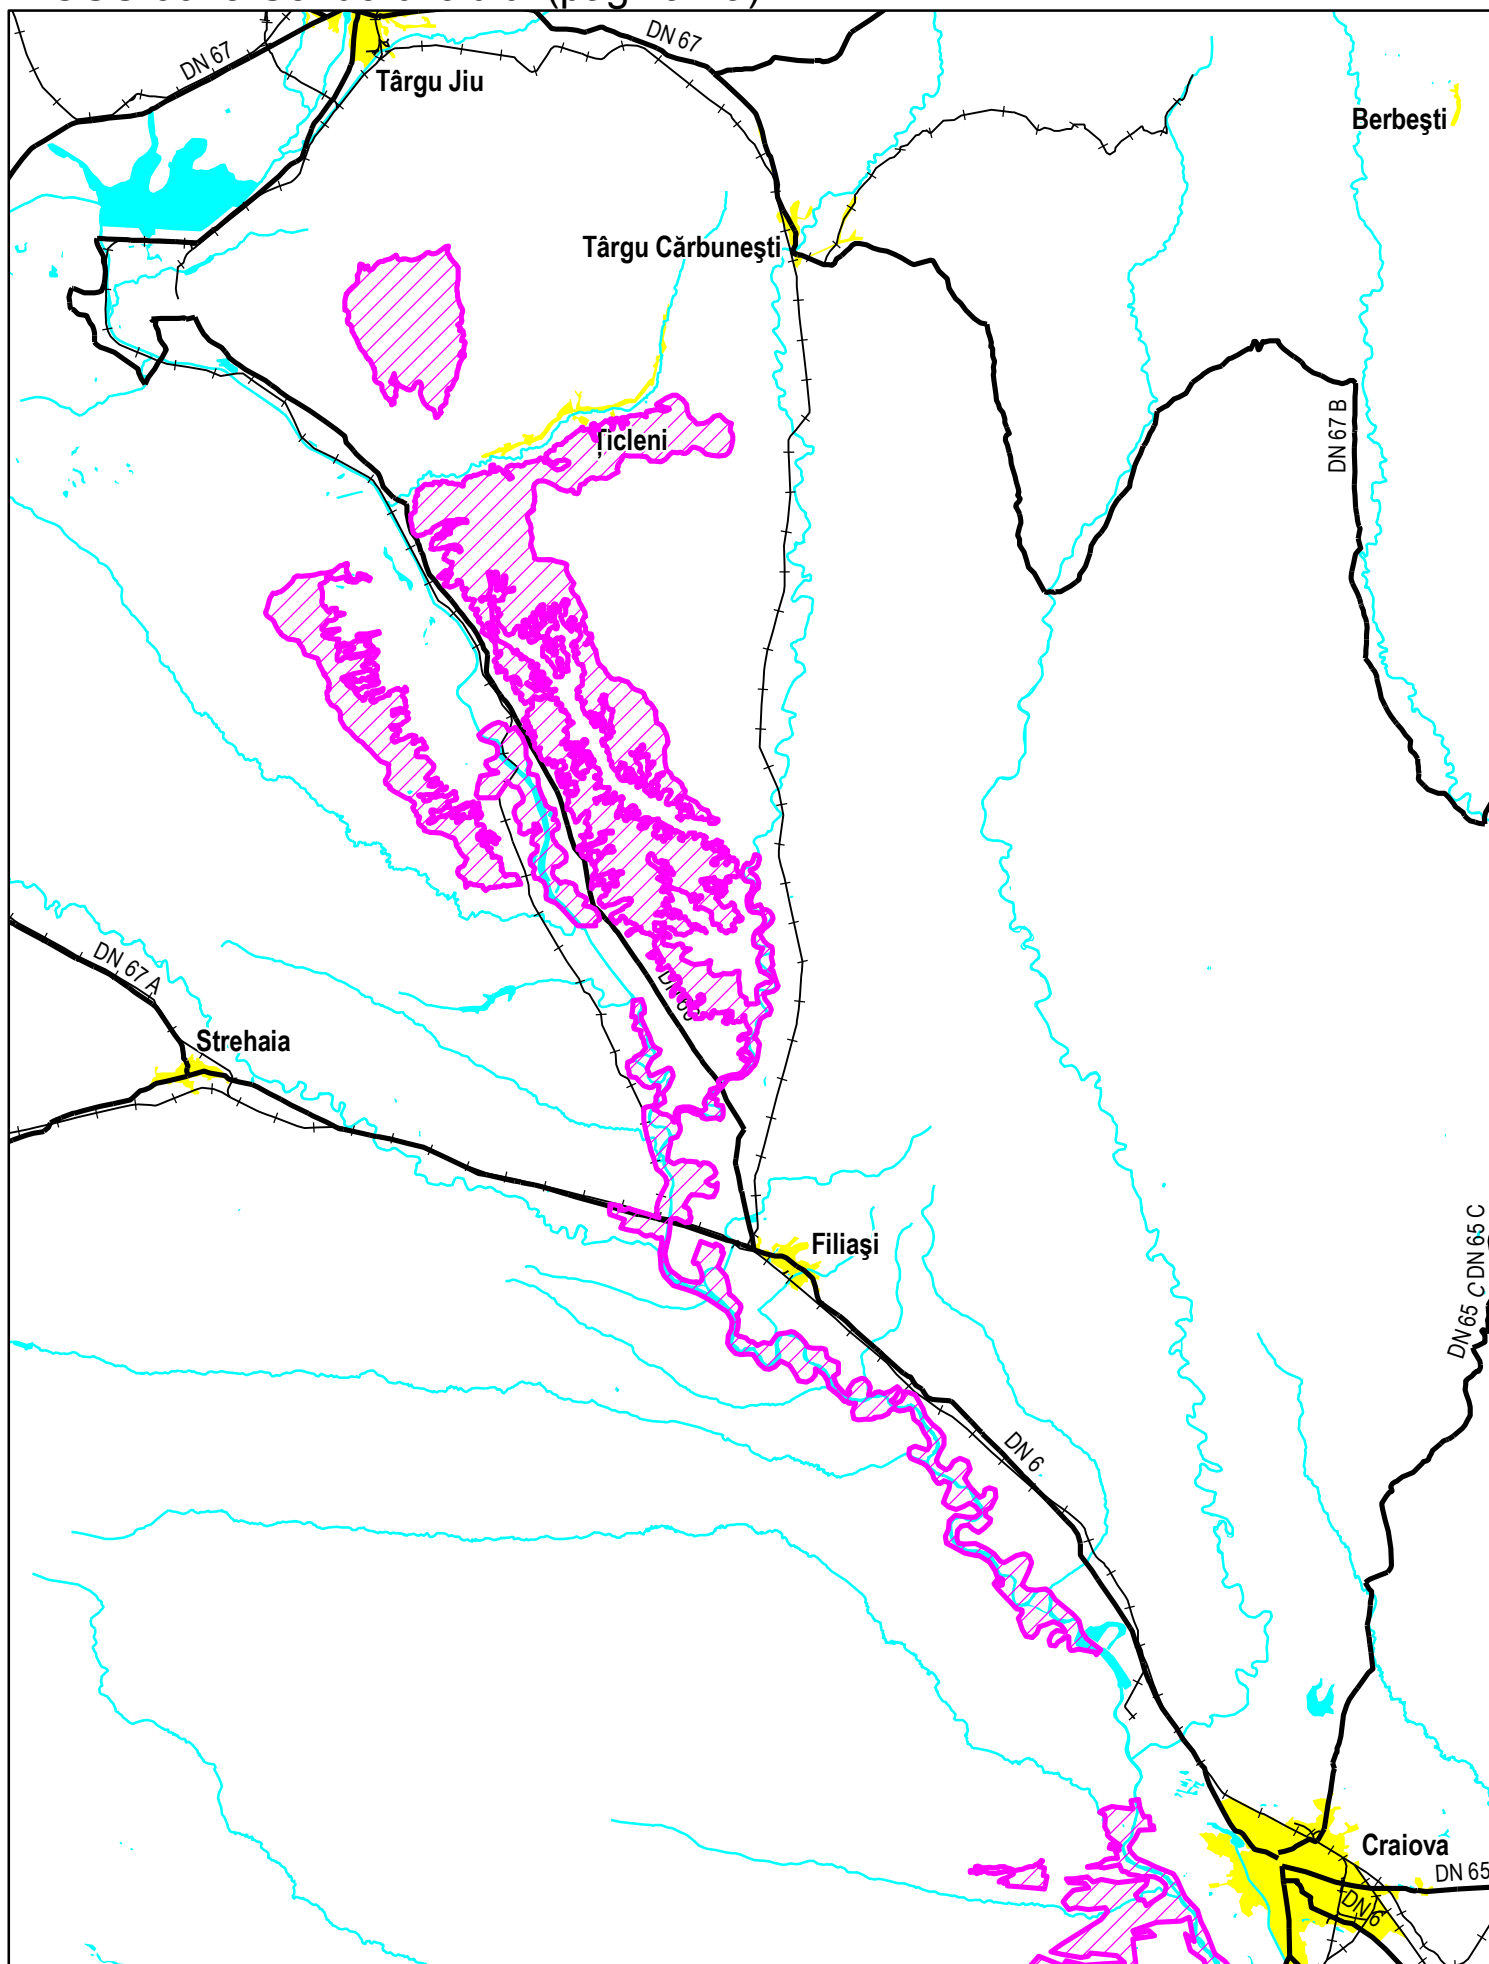 DN 67
DN 67
Târgu Jiu
Berbeşti
Târgu Cărbuneşti
DN 67 B
Ţicleni
DN 67 A
Strehaia
Filiaşi
DN 65 C
DN 65 C
DN 6
Craiova
DN 65
DN 6